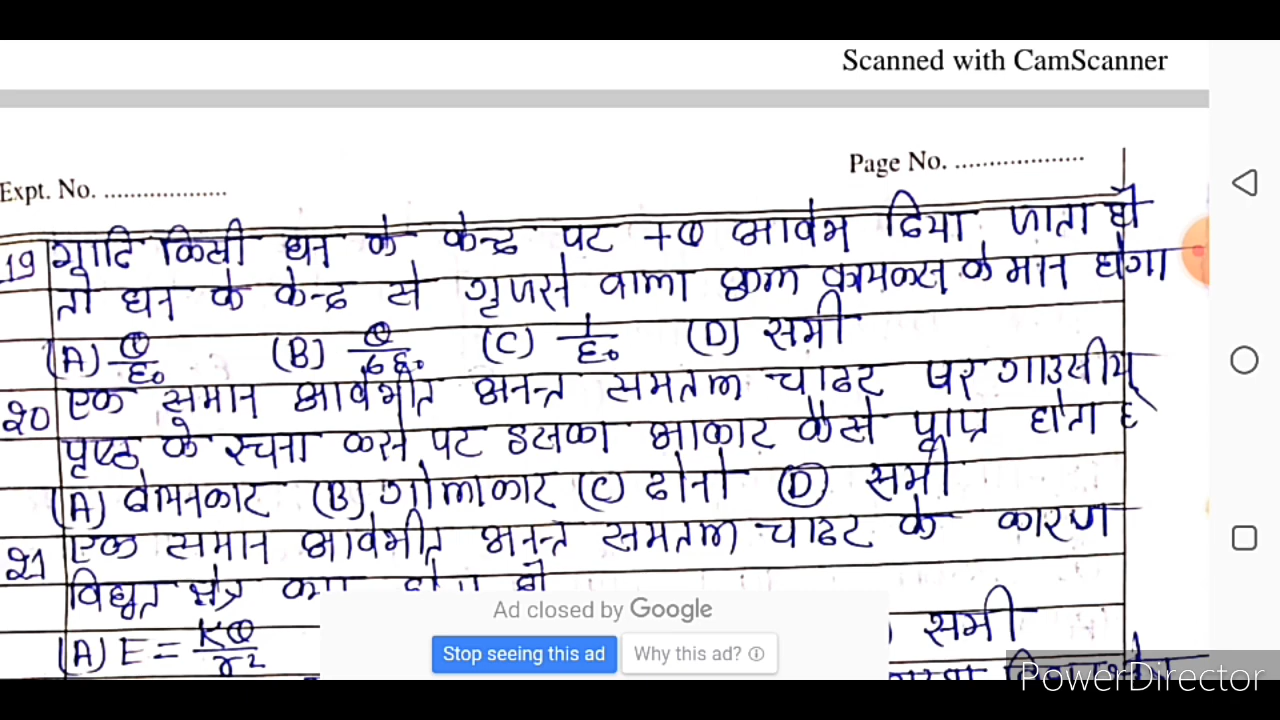 Scanned with CamScanner
Page No. ...................
Expt. No. ...................
19 यादि किसी घन के केन्द्र पर +Q आवेश दिया जाता है
तो घन के केन्द्र से गुजरने वाला कुल फ्लक्स के मान होगा
(A) Q/ε₀ (B) Q/6ε₀ (C) 1/ε₀ (D) सभी
20 एक समान आवेशीत अनन्त समतल चादर पर गाउसीय
पृष्ठ के रचना करने पर इसका आकार कैसे प्राप्त होता है
(A) बेलनकार (B) गोलाकार (C) दोनो (D) सभी
21 एक समान आवेशीत अनन्त समतल चादर के कारण
विधुत क्षेत्र
(A) E = KQ/r² ) सभी
Ad closed by Google
Stop seeing this ad Why this ad?
PowerDirector